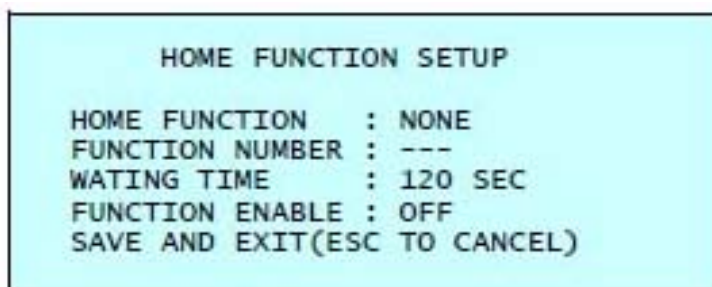 HOME FUNCTION SETUP
HOME FUNCTION : NONE
FUNCTION NUMBER : ---
WATING TIME : 120 SEC
FUNCTION ENABLE : OFF
SAVE AND EXIT(ESC TO CANCEL)